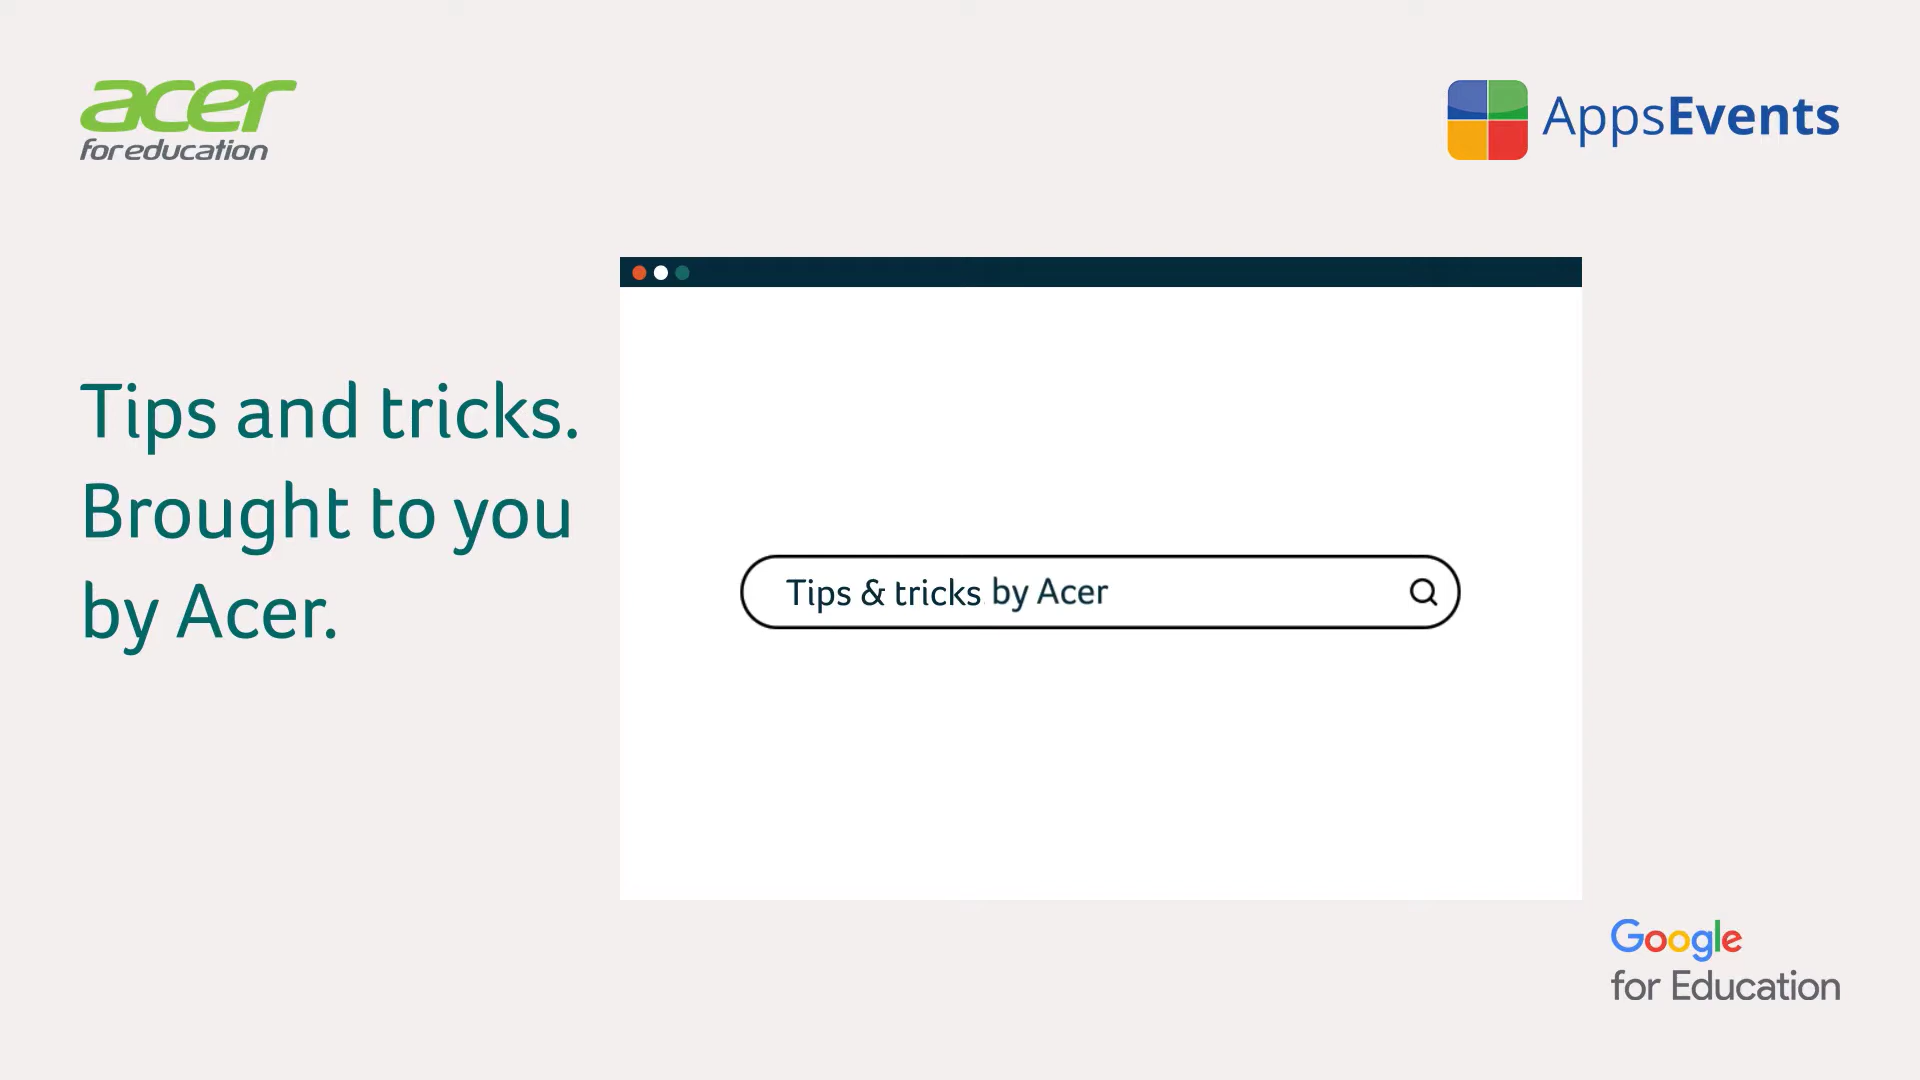 acer
for education
AppsEvents
Tips and tricks.
Brought to you
by Acer.
Tips & tricks by Acer
Google
for Education